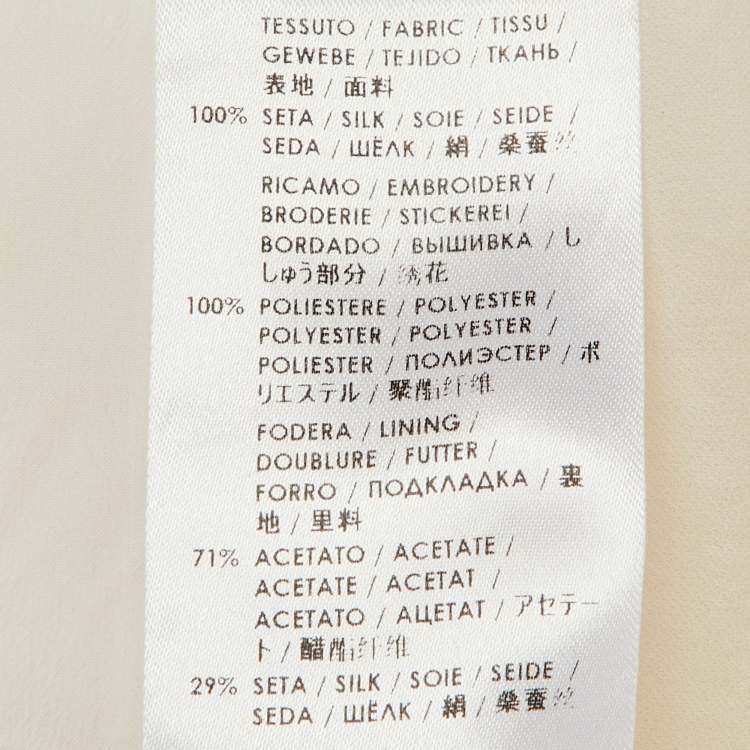 TESSUTO / FABRIC / TISSU /
GEWEBE / TEJIDO / ТКАНЬ /
表地 / 面料
100% SETA / SILK / SOIE / SEIDE /
SEDA / ШЁЛК / 絹 / 桑蚕丝
RICAMO / EMBROIDERY /
BRODERIE / STICKEREI /
BORDADO / ВЫШИВКА / し
しゅう部分 / 绣花
100% POLIESTERE / POLYESTER /
POLYESTER / POLYESTER /
POLIESTER / ПОЛИЭСТЕР / ポ
リエステル / 聚酯纤维
FODERA / LINING /
DOUBLURE / FUTTER /
FORRO / ПОДКЛАДКА / 裏
地 / 里料
71% ACETATO / ACETATE /
ACETATE / ACETAT /
ACETATO / АЦЕТАТ / アセテー
ト / 醋酯纤维
29% SETA / SILK / SOIE / SEIDE /
SEDA / ШЁЛК / 絹 / 桑蚕丝